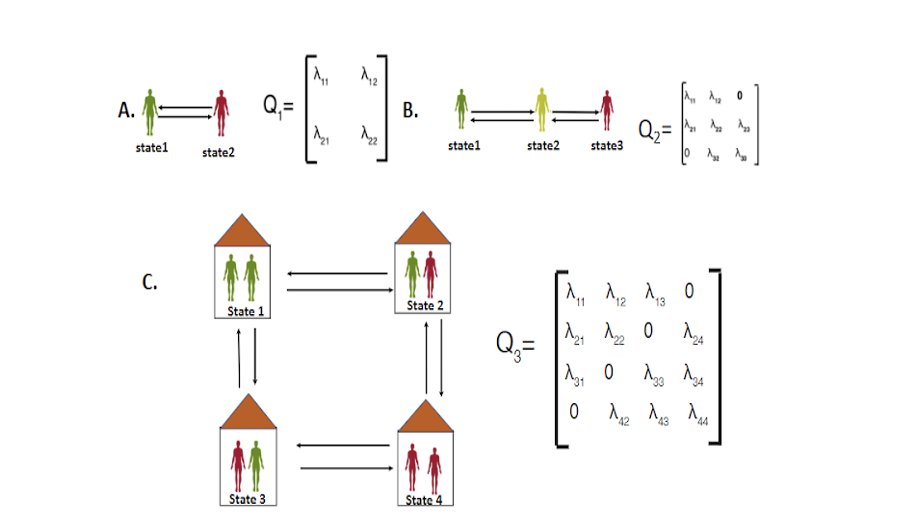 A.
state1
state2
Q₁=
λ₁₁ λ₁₂
λ₂₁ λ₂₂
B.
state1
state2
state3
Q₂=
λ₁₁ λ₁₂ 0
λ₂₁ λ₂₂ λ₂₃
0 λ₃₂ λ₃₃
C.
State 1
State 2
State 3
State 4
Q₃=
λ₁₁ λ₁₂ λ₁₃ 0
λ₂₁ λ₂₂ 0 λ₂₄
λ₃₁ 0 λ₃₃ λ₃₄
0 λ₄₂ λ₄₃ λ₄₄